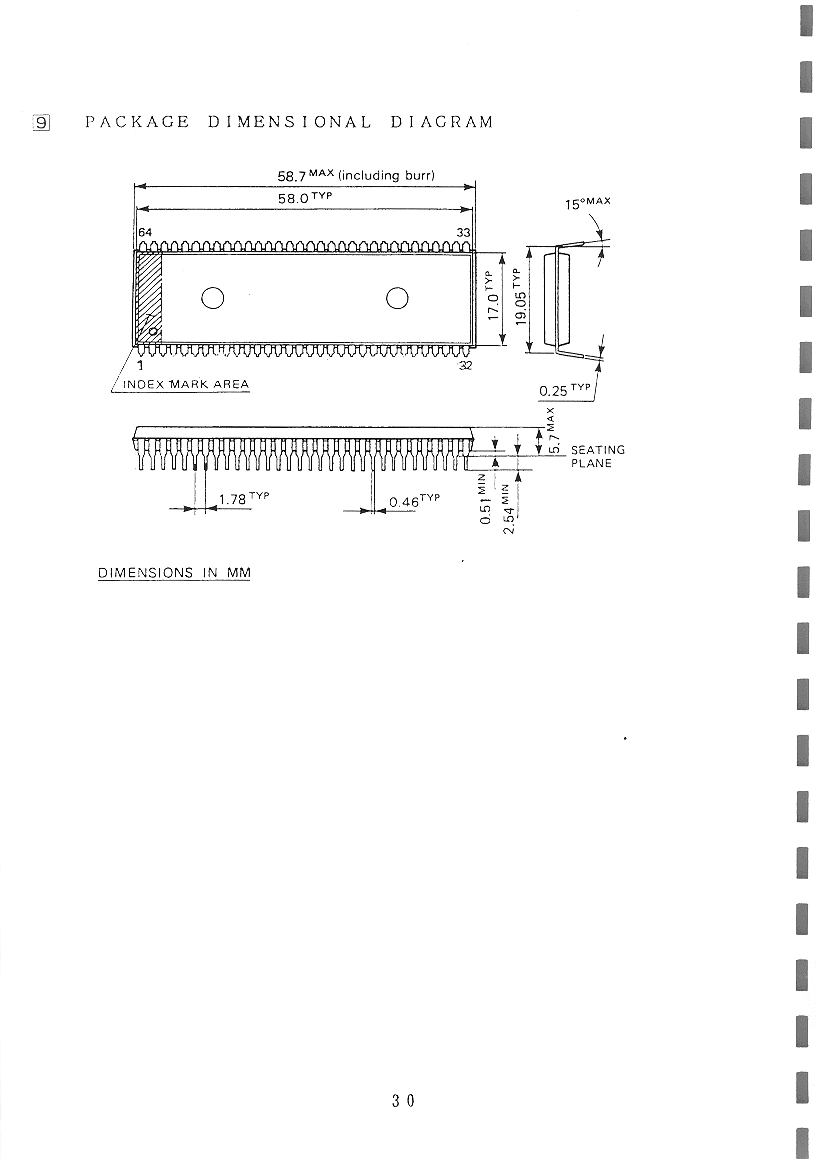 9 PACKAGE DIMENSIONAL DIAGRAM
58.7 MAX (including burr)
58.0 TYP
15° MAX
64
33
17.0 TYP
19.05 TYP
1
32
INDEX MARK AREA
0.25 TYP
5.7 MAX
SEATING
PLANE
1.78 TYP
0.46 TYP
0.51 MIN
2.54 MIN
DIMENSIONS IN MM
30